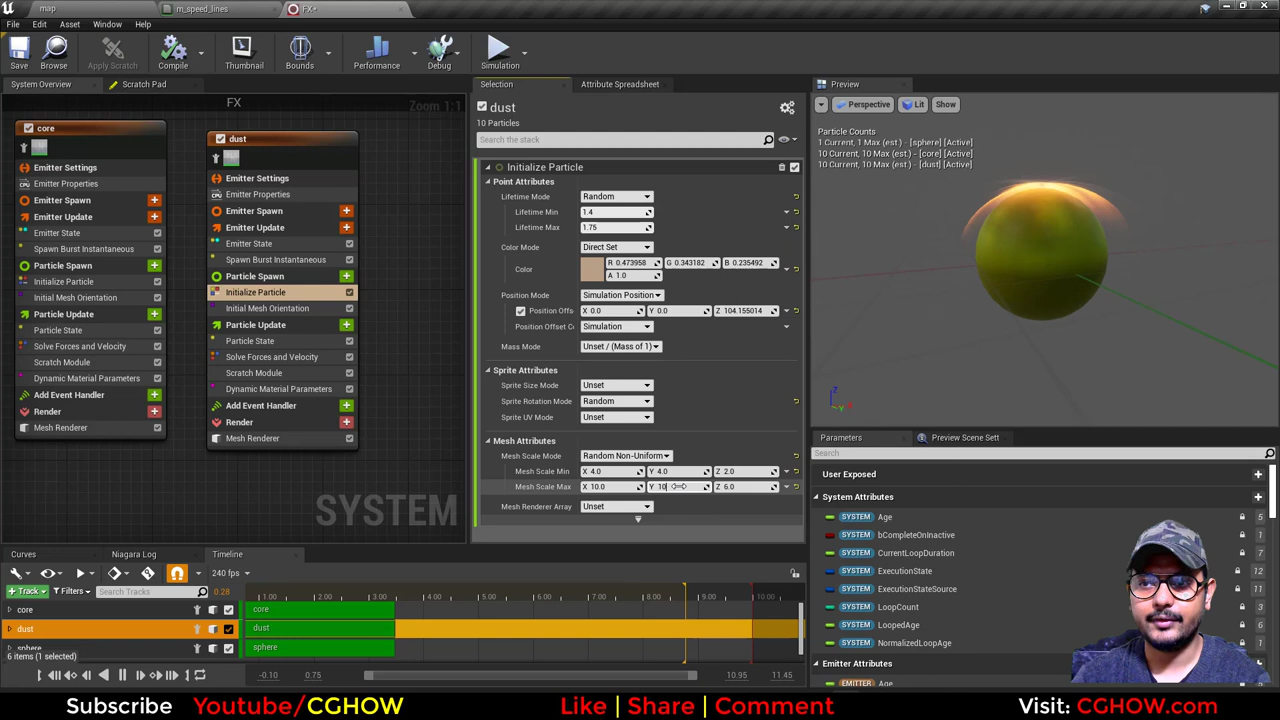 map
m_speed_lines
FX*
File Edit Asset Window Help
Save Browse Apply Scratch Compile Thumbnail Bounds Performance Debug Simulation
System Overview Scratch Pad
FX
Zoom 1:1
core
Emitter Settings
Emitter Properties
Emitter Spawn
Emitter Update
Emitter State
Spawn Burst Instantaneous
Particle Spawn
Initialize Particle
Initial Mesh Orientation
Particle Update
Particle State
Solve Forces and Velocity
Scratch Module
Dynamic Material Parameters
Add Event Handler
Render
Mesh Renderer
dust
Emitter Settings
Emitter Properties
Emitter Spawn
Emitter Update
Emitter State
Spawn Burst Instantaneous
Particle Spawn
Initialize Particle
Initial Mesh Orientation
Particle Update
Particle State
Solve Forces and Velocity
Scratch Module
Dynamic Material Parameters
Add Event Handler
Render
Mesh Renderer
SYSTEM
Selection Attribute Spreadsheet
dust
10 Particles
Search the stack
Initialize Particle
Point Attributes
Lifetime Mode Random
Lifetime Min 1.4
Lifetime Max 1.75
Color Mode Direct Set
Color R 0.473958 G 0.343182 B 0.235492
A 1.0
Position Mode Simulation Position
Position Offs X 0.0 Y 0.0 Z 104.155014
Position Offset C Simulation
Mass Mode Unset / (Mass of 1)
Sprite Attributes
Sprite Size Mode Unset
Sprite Rotation Mode Random
Sprite UV Mode Unset
Mesh Attributes
Mesh Scale Mode Random Non-Uniform
Mesh Scale Min X 4.0 Y 4.0 Z 2.0
Mesh Scale Max X 10.0 Y 10 Z 6.0
Mesh Renderer Array Unset
Preview
Perspective Lit Show
Particle Counts
1 Current, 1 Max (est.) - [sphere] [Active]
10 Current, 10 Max (est.) - [core] [Active]
10 Current, 10 Max (est.) - [dust] [Active]
Z
Parameters Preview Scene Sett
Search
User Exposed
System Attributes
SYSTEM Age 5
SYSTEM bCompleteOnInactive 3
SYSTEM CurrentLoopDuration 7
SYSTEM ExecutionState 12
SYSTEM ExecutionStateSource 11
SYSTEM LoopCount
SYSTEM LoopedAge
SYSTEM NormalizedLoopAge
Emitter Attributes
EMITTER Age
Curves Niagara Log Timeline
240 fps
Track Filters Search Tracks 0.28
1.00 2.00 3.00 4.00 5.00 6.00 7.00 8.00 9.00 10.00
core core
dust dust
sphere sphere
6 items (1 selected)
-0.10 0.75 10.95 11.45
Subscribe Youtube/CGHOW Like | Share | Comment Visit: CGHOW.com